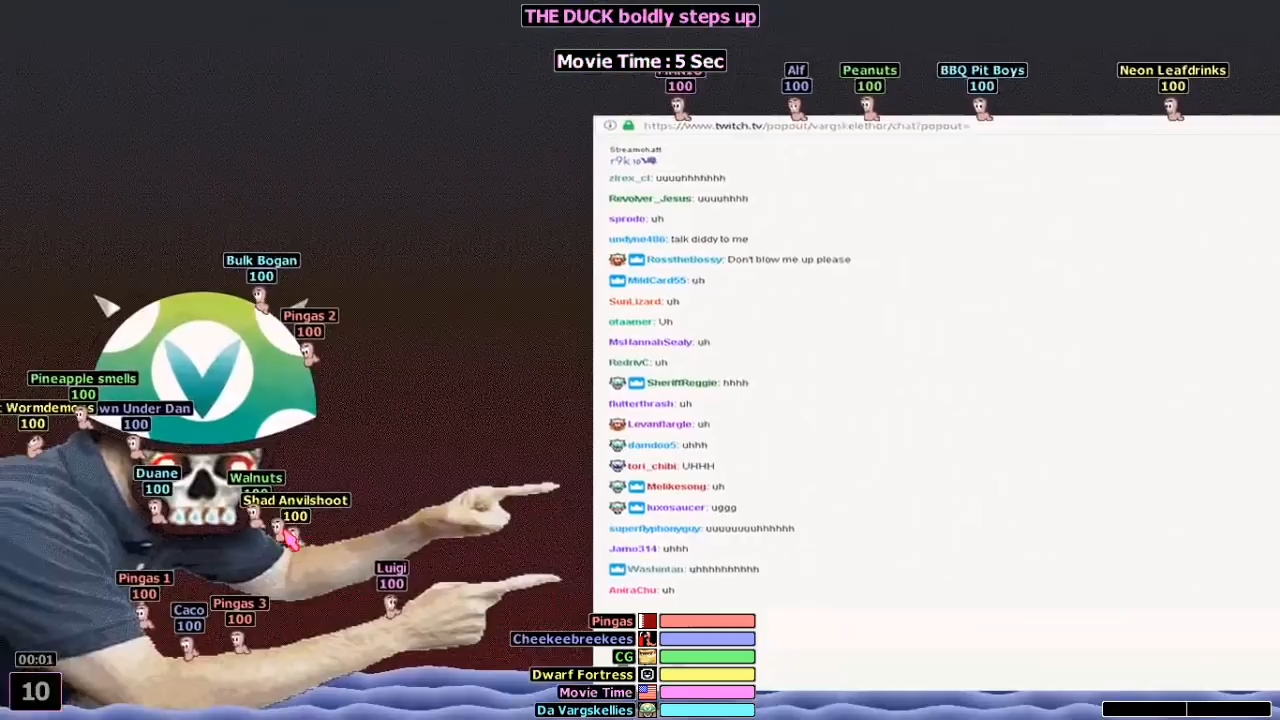 THE DUCK boldly steps up
Movie Time : 5 Sec
100
Alf
100
Peanuts
100
BBQ Pit Boys
100
Neon Leafdrinks
100
https://www.twitch.tv/popout/vargskelethor/chat?popout=
Streamchatt
zirex_cl: uuuuhhhhhhh
Revolver_Jesus: uuuuhhhh
sprode: uh
undyne486: talk diddy to me
RosstheBossy: Don't blow me up please
MildCard55: uh
SunLizard: uh
otaamer: Uh
MsHannahSealy: uh
RedrivC: uh
SheriffReggie: hhhh
flutterthrash: uh
Levanflargle: uh
damdoo5: uhhh
tori_chibi: UHHH
Melikesong: uh
luxosaucer: uggg
superflyphonyguy: uuuuuuuuhhhhhh
Jamo314: uhhh
Washintan: uhhhhhhhhhh
AniraChu: uh
Bulk Bogan
100
Pingas 2
100
Pineapple smells
100
wn Under Dan
100
100
Duane
100
Walnuts
Shad Anvilshoot
100
Luigi
100
Pingas 1
100
Caco
100
Pingas 3
100
Pingas
Cheekeebreekees
CG
Dwarf Fortress
Movie Time
Da Vargskellies
00:01
10